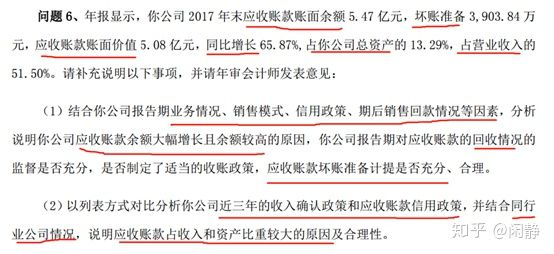 问题 6、年报显示，你公司 2017 年末应收账款账面余额 5.47 亿元，坏账准备 3,903.84 万
元，应收账款账面价值 5.08 亿元，同比增长 65.87%，占你公司总资产的 13.29%，占营业收入的
51.50%。请补充说明以下事项，并请年审会计师发表意见：
（1）结合你公司报告期业务情况、销售模式、信用政策、期后销售回款情况等因素，分析
说明你公司应收账款余额大幅增长且余额较高的原因，你公司报告期对应收账款的回收情况的
监督是否充分、是否制定了适当的收账政策，应收账款坏账准备计提是否充分、合理。
（2）以列表方式对比分析你公司近三年的收入确认政策和应收账款信用政策，并结合同行
业公司情况，说明应收账款占收入和资产比重较大的原因及合理性。
知乎 @闲静